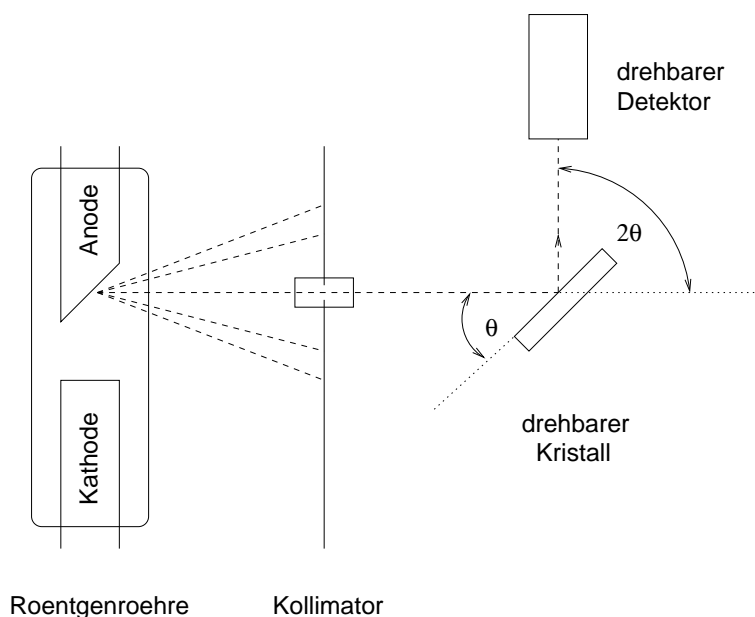 drehbarer
Detektor
Anode
2θ
θ
Kathode
drehbarer
Kristall
Roentgenroehre
Kollimator